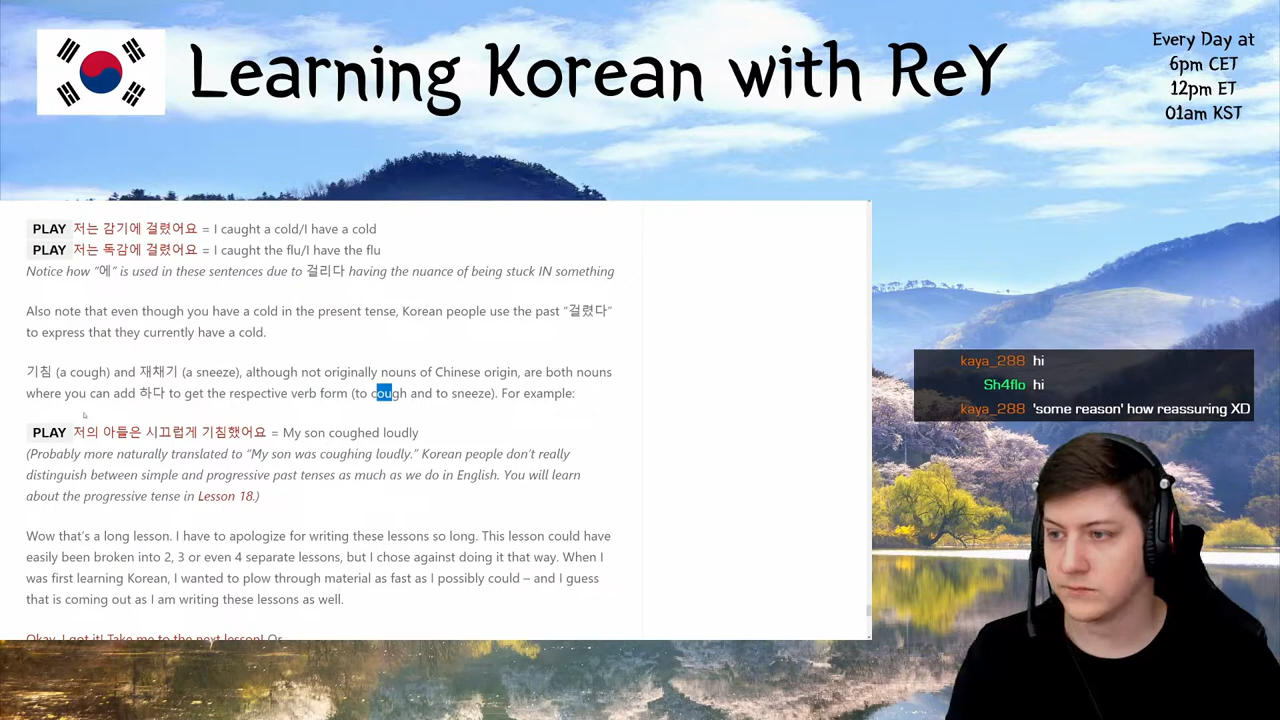 Learning Korean with ReY
Every Day at
6pm CET
12pm ET
01am KST
PLAY 저는 감기에 걸렸어요 = I caught a cold/I have a cold
PLAY 저는 독감에 걸렸어요 = I caught the flu/I have the flu
Notice how “에” is used in these sentences due to 걸리다 having the nuance of being stuck IN something
Also note that even though you have a cold in the present tense, Korean people use the past “걸렸다”
to express that they currently have a cold.
기침 (a cough) and 재채기 (a sneeze), although not originally nouns of Chinese origin, are both nouns
where you can add 하다 to get the respective verb form (to cough and to sneeze). For example:
PLAY 저의 아들은 시끄럽게 기침했어요 = My son coughed loudly
(Probably more naturally translated to “My son was coughing loudly.” Korean people don’t really
distinguish between simple and progressive past tenses as much as we do in English. You will learn
about the progressive tense in Lesson 18.)
Wow that’s a long lesson. I have to apologize for writing these lessons so long. This lesson could have
easily been broken into 2, 3 or even 4 separate lessons, but I chose against doing it that way. When I
was first learning Korean, I wanted to plow through material as fast as I possibly could – and I guess
that is coming out as I am writing these lessons as well.
Okay, I got it! Take me to the next lesson! Or
kaya_288 hi
Sh4flo hi
kaya_288 'some reason' how reassuring XD